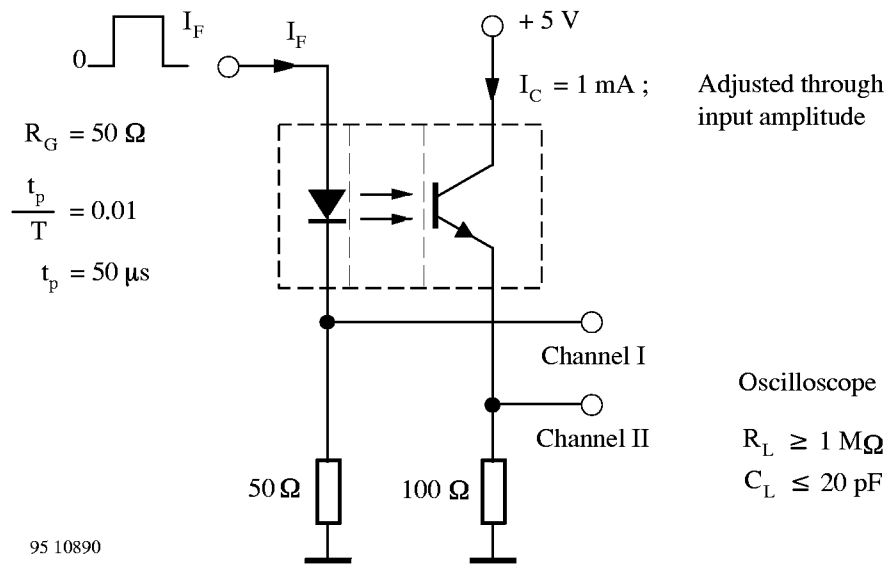 0
I_F
I_F
+ 5 V
I_C = 1 mA ;
Adjusted through
input amplitude
R_G = 50 Ω
t_p
T
= 0.01
t_p = 50 μs
Channel I
Channel II
Oscilloscope
R_L ≥ 1 MΩ
C_L ≤ 20 pF
50 Ω
100 Ω
95 10890